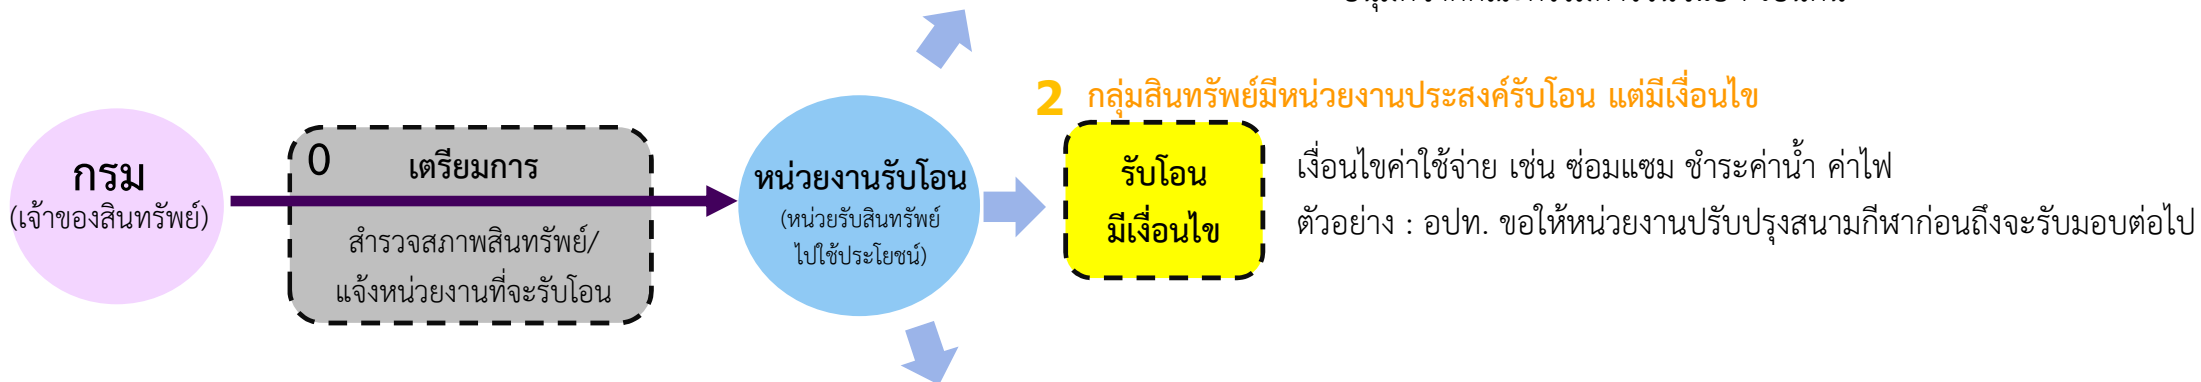 2 กลุ่มสินทรัพย์มีหน่วยงานประสงค์รับโอน แต่มีเงื่อนไข
กรม
(เจ้าของสินทรัพย์)
0 เตรียมการ
สำรวจสภาพสินทรัพย์/
แจ้งหน่วยงานที่จะรับโอน
หน่วยงานรับโอน
(หน่วยรับสินทรัพย์
ไปใช้ประโยชน์)
รับโอน
มีเงื่อนไข
เงื่อนไขค่าใช้จ่าย เช่น ซ่อมแซม ชำระค่าน้ำ ค่าไฟ
ตัวอย่าง : อปท. ขอให้หน่วยงานปรับปรุงสนามกีฬาก่อนถึงจะรับมอบต่อไป